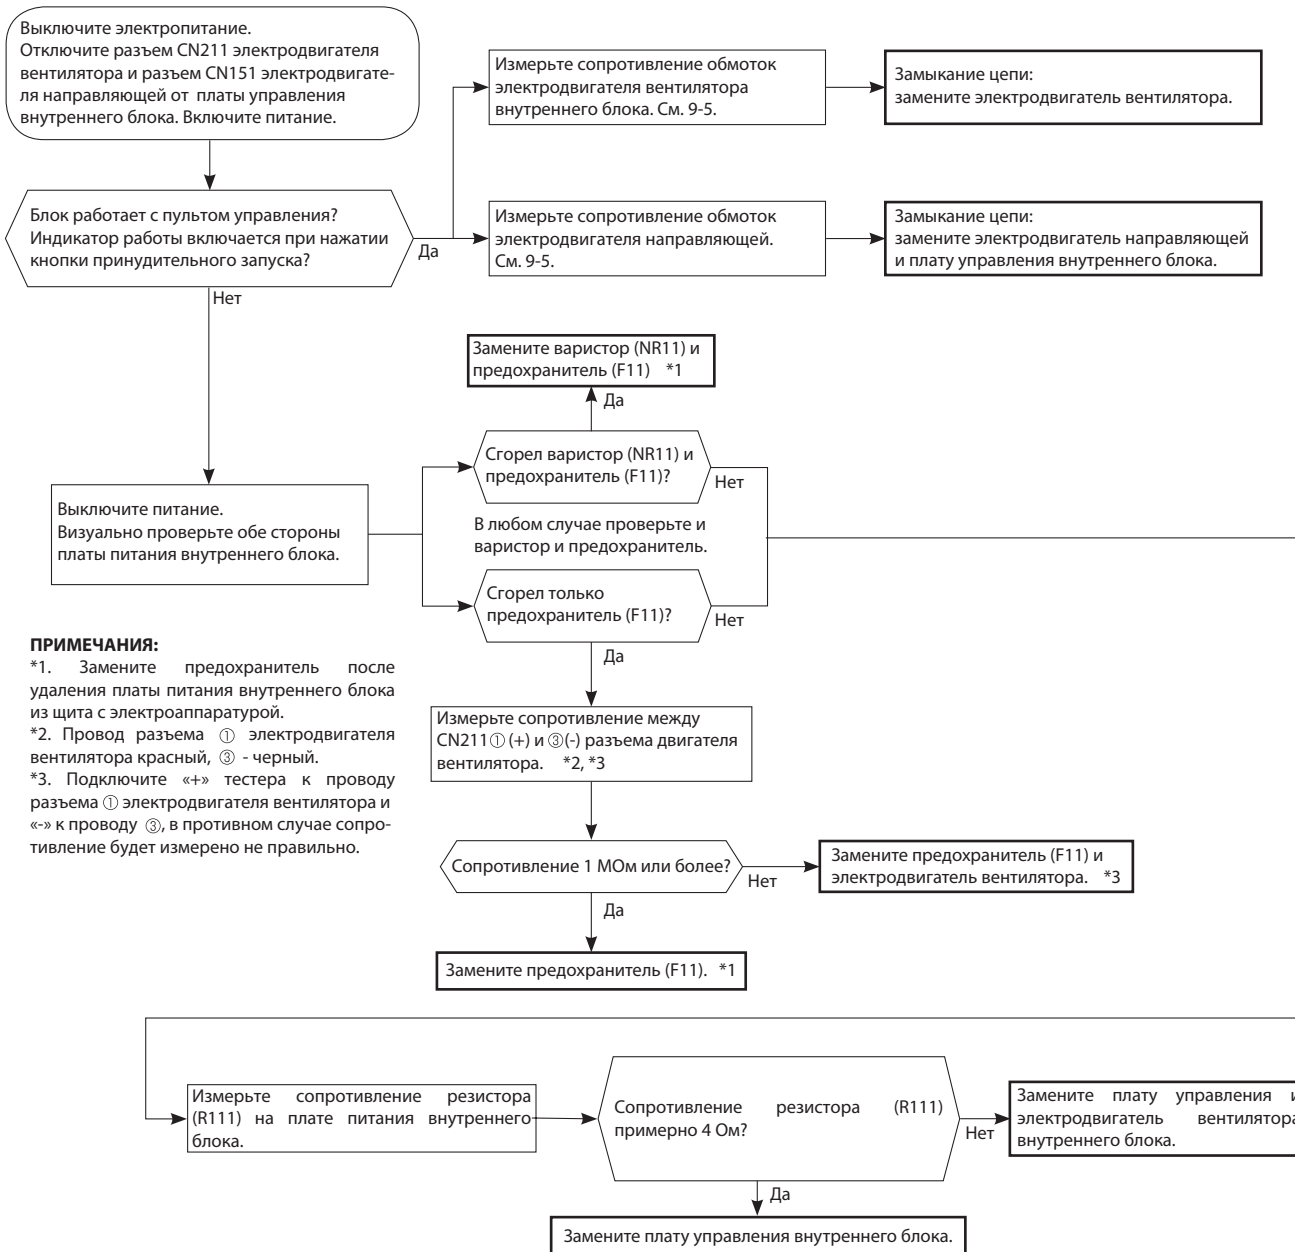 Выключите электропитание.
Отключите разъем CN211 электродвигателя
вентилятора и разъем CN151 электродвигате-
ля направляющей от платы управления
внутреннего блока. Включите питание.
Измерьте сопротивление обмоток
электродвигателя вентилятора
внутреннего блока. См. 9-5.
Замыкание цепи:
замените электродвигатель вентилятора.
Блок работает с пультом управления?
Индикатор работы включается при нажатии
кнопки принудительного запуска?
Да
Измерьте сопротивление обмоток
электродвигателя направляющей.
См. 9-5.
Замыкание цепи:
замените электродвигатель направляющей
и плату управления внутреннего блока.
Нет
Замените варистор (NR11) и
предохранитель (F11) *1
Да
Сгорел варистор (NR11) и
предохранитель (F11)?
Нет
Выключите питание.
Визуально проверьте обе стороны
платы питания внутреннего блока.
В любом случае проверьте и
варистор и предохранитель.
Сгорел только
предохранитель (F11)?
Нет
Да
ПРИМЕЧАНИЯ:
*1. Замените предохранитель после
удаления платы питания внутреннего блока
из щита с электроаппаратурой.
*2. Провод разъема ① электродвигателя
вентилятора красный, ③ - черный.
*3. Подключите «+» тестера к проводу
разъема ① электродвигателя вентилятора и
«-» к проводу ③, в противном случае сопро-
тивление будет измерено не правильно.
Измерьте сопротивление между
CN211 ① (+) и ③(-) разъема двигателя
вентилятора. *2, *3
Сопротивление 1 МОм или более?
Нет
Замените предохранитель (F11) и
электродвигатель вентилятора. *3
Да
Замените предохранитель (F11). *1
Измерьте сопротивление резистора
(R111) на плате питания внутреннего
блока.
Сопротивление резистора (R111)
примерно 4 Ом?
Нет
Замените плату управления и
электродвигатель вентилятора
внутреннего блока.
Да
Замените плату управления внутреннего блока.